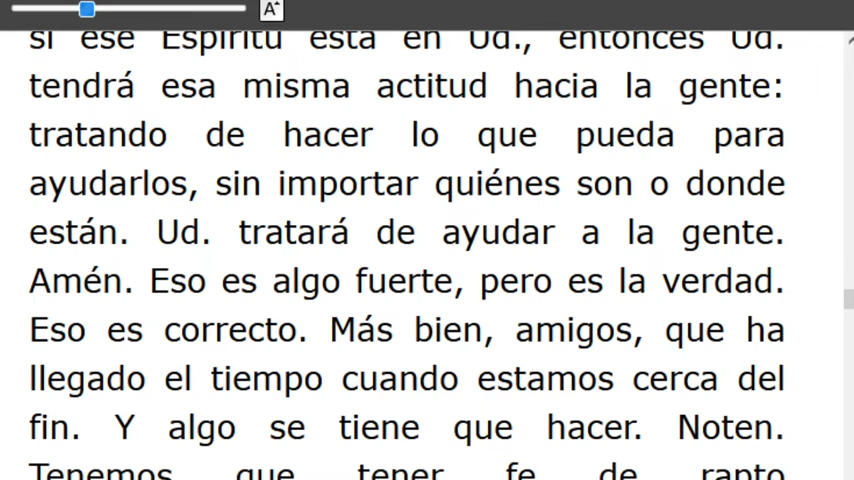 A
si ese Espíritu está en Ud., entonces Ud.
tendrá esa misma actitud hacia la gente:
tratando de hacer lo que pueda para
ayudarlos, sin importar quiénes son o donde
están. Ud. tratará de ayudar a la gente.
Amén. Eso es algo fuerte, pero es la verdad.
Eso es correcto. Más bien, amigos, que ha
llegado el tiempo cuando estamos cerca del
fin. Y algo se tiene que hacer. Noten.
Tenemos que tener fe de rapto